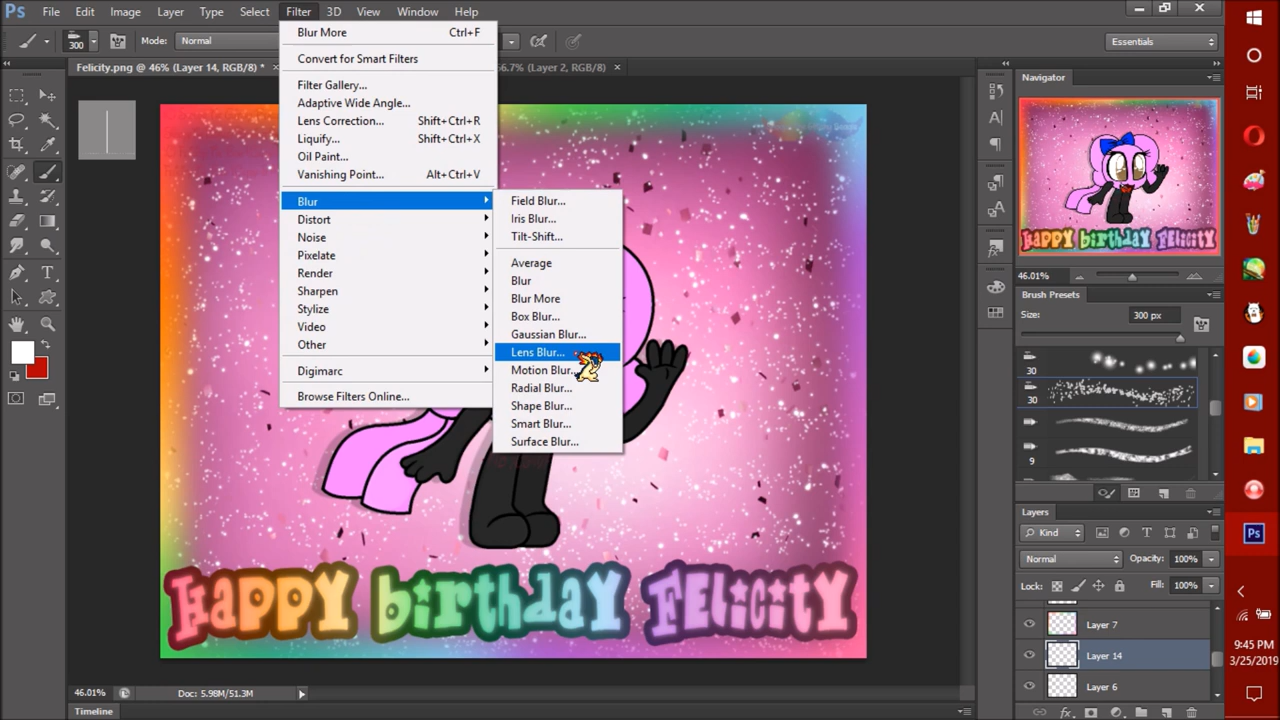 Ps File Edit Image Layer Type Select Filter 3D View Window Help
300 Mode: Normal Essentials
Felicity.png @ 46% (Layer 14, RGB/8) * × 6.7% (Layer 2, RGB/8) ×
Blur More Ctrl+F
Convert for Smart Filters
Filter Gallery...
Adaptive Wide Angle...
Lens Correction... Shift+Ctrl+R
Liquify... Shift+Ctrl+X
Oil Paint...
Vanishing Point... Alt+Ctrl+V
Blur
Distort
Noise
Pixelate
Render
Sharpen
Stylize
Video
Other
Digimarc
Browse Filters Online...
Field Blur...
Iris Blur...
Tilt-Shift...
Average
Blur
Blur More
Box Blur...
Gaussian Blur...
Lens Blur...
Motion Blur...
Radial Blur...
Shape Blur...
Smart Blur...
Surface Blur...
HAPPY birthdAY FEliciTY
46.01% Doc: 5.98M/51.3M
Timeline
Navigator
HAPPY birthdAY FEliciTY
46.01%
Brush Presets
Size: 300 px
30
30
9
Layers
Kind
Normal Opacity: 100%
Lock: Fill: 100%
Layer 7
Layer 14
Layer 6
Ps
9:45 PM
3/25/2019